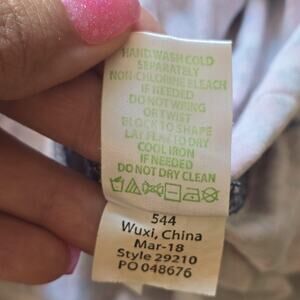 HAND WASH COLD
SEPARATELY
NON-CHLORINE BLEACH
IF NEEDED
DO NOT WRING
OR TWIST
BLOCK TO SHAPE
LAY FLAT TO DRY
COOL IRON
IF NEEDED
DO NOT DRY CLEAN
544
Wuxi, China
Mar-18
Style 29210
PO 048676